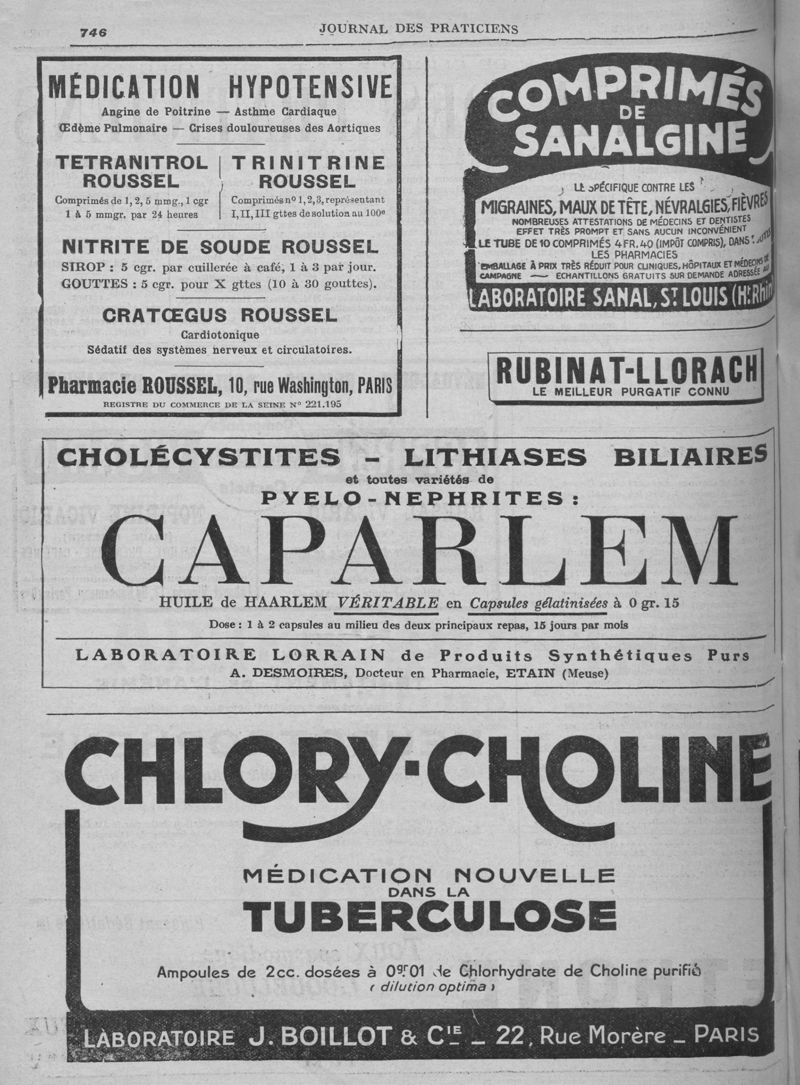 746
JOURNAL DES PRATICIENS
MÉDICATION HYPOTENSIVE
Angine de Poitrine — Asthme Cardiaque
Œdème Pulmonaire — Crises douloureuses des Aortiques
TETRANITROL
ROUSSEL
Comprimés de 1, 2, 5 mmg., 1 cgr
1 à 5 mmgr. par 24 heures
TRINITRINE
ROUSSEL
Comprimés nº 1, 2, 3, représentant
I, II, III gttes de solution au 100e
NITRITE DE SOUDE ROUSSEL
SIROP : 5 cgr. par cuillerée à café, 1 à 3 par jour.
GOUTTES : 5 cgr. pour X gttes (10 à 30 gouttes).
CRATŒGUS ROUSSEL
Cardiotonique
Sédatif des systèmes nerveux et circulatoires.
Pharmacie ROUSSEL, 10, rue Washington, PARIS
REGISTRE DU COMMERCE DE LA SEINE Nº 221.195
COMPRIMÉS
DE
SANALGINE
LE SPÉCIFIQUE CONTRE LES
MIGRAINES, MAUX DE TÊTE, NÉVRALGIES, FIÈVRES
NOMBREUSES ATTESTATIONS DE MÉDECINS ET DENTISTES
EFFET TRÈS PROMPT ET SANS AUCUN INCONVÉNIENT
LE TUBE DE 10 COMPRIMÉS 4 FR. 40 (IMPÔT COMPRIS), DANS TOUTES
LES PHARMACIES
EMBALLAGE À PRIX TRÈS RÉDUIT POUR CLINIQUES, HÔPITAUX ET MÉDECINS DE
CAMPAGNE — ÉCHANTILLONS GRATUITS SUR DEMANDE ADRESSÉE AU
LABORATOIRE SANAL, ST LOUIS (Ht Rhin)
RUBINAT-LLORACH
LE MEILLEUR PURGATIF CONNU
CHOLÉCYSTITES - LITHIASES BILIAIRES
et toutes variétés de
PYELO-NEPHRITES :
CAPARLEM
HUILE de HAARLEM VÉRITABLE en Capsules gélatinisées à 0 gr. 15
Dose : 1 à 2 capsules au milieu des deux principaux repas, 15 jours par mois
LABORATOIRE LORRAIN de Produits Synthétiques Purs
A. DESMOIRES, Docteur en Pharmacie, ETAIN (Meuse)
CHLORY-CHOLINE
MÉDICATION NOUVELLE
DANS LA
TUBERCULOSE
Ampoules de 2cc. dosées à 0gr01 de Chlorhydrate de Choline purifié
( dilution optima )
LABORATOIRE J. BOILLOT & CIE _ 22, Rue Morère _ PARIS